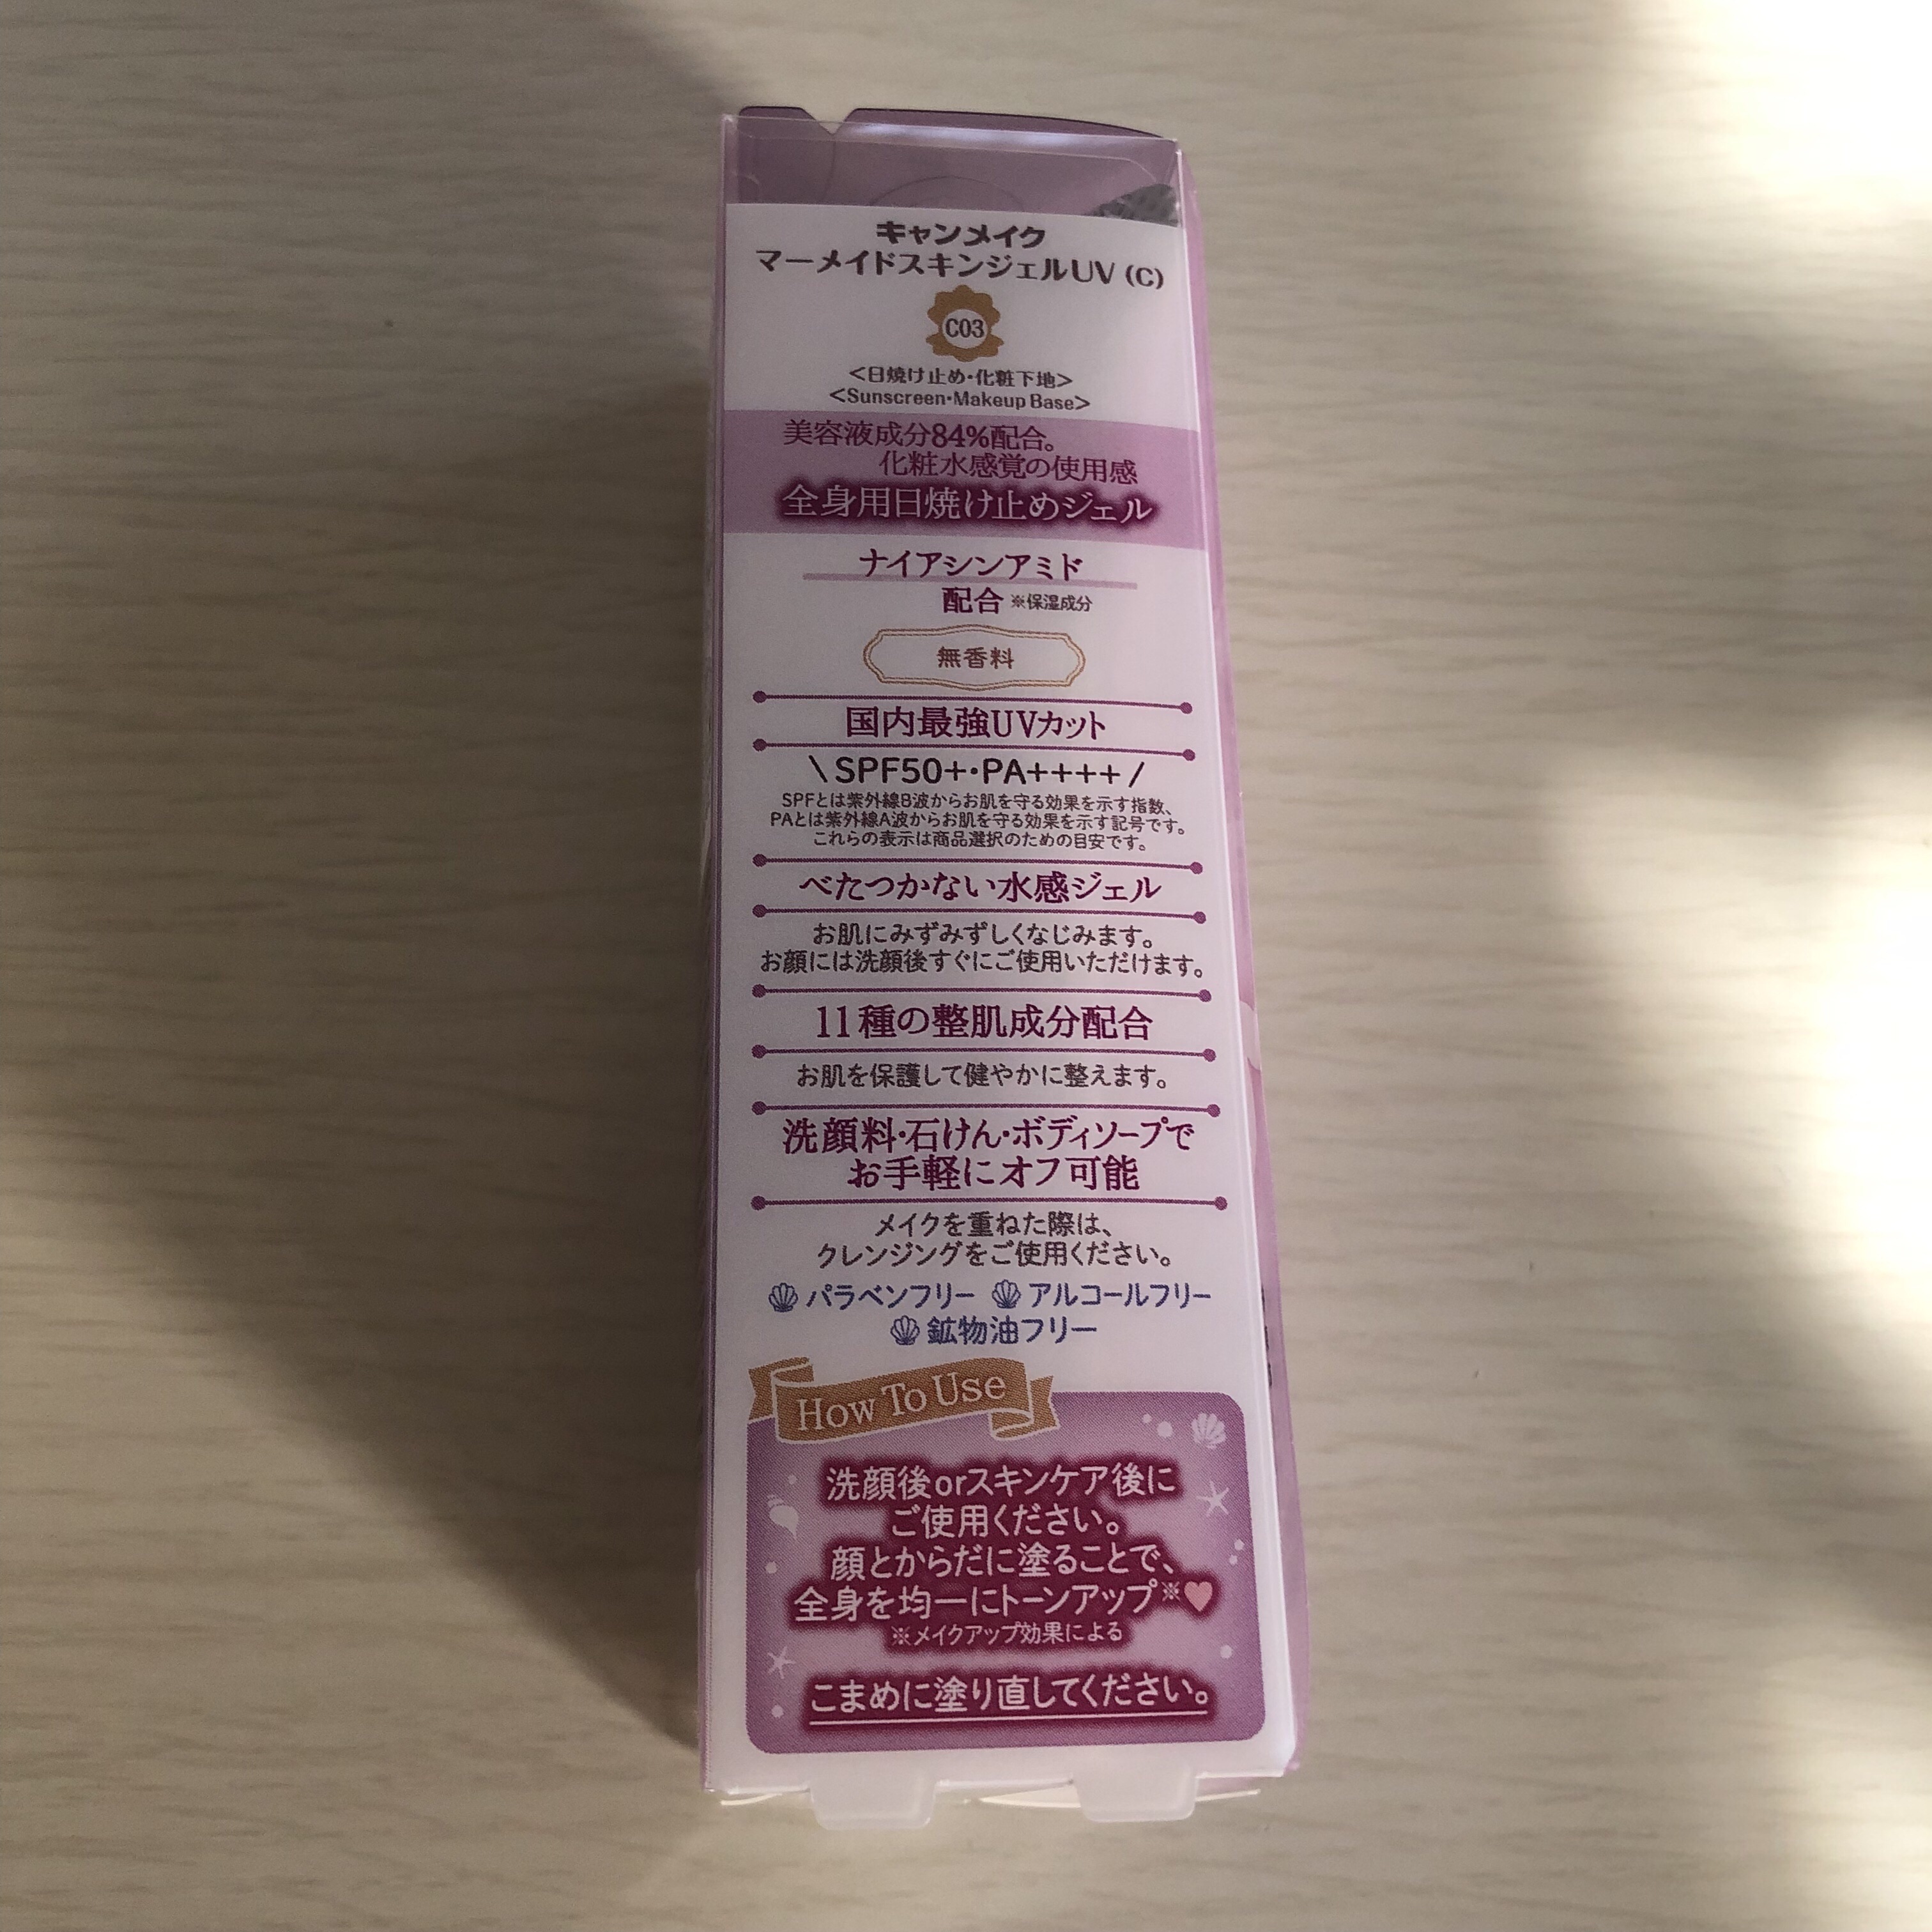 キャンメイク
マーメイドスキンジェルUV (C)
C03
<日焼け止め・化粧下地>
<Sunscreen・Makeup Base>
美容液成分84%配合。
化粧水感覚の使用感
全身用日焼け止めジェル
ナイアシンアミド
配合 ※保湿成分
無香料
国内最強UVカット
\ SPF50+・PA++++ /
SPFとは紫外線B波からお肌を守る効果を示す指数、
PAとは紫外線A波からお肌を守る効果を示す記号です。
これらの表示は商品選択のための目安です。
べたつかない水感ジェル
お肌にみずみずしくなじみます。
お顔には洗顔後すぐにご使用いただけます。
11種の整肌成分配合
お肌を保護して健やかに整えます。
洗顔料・石けん・ボディソープで
お手軽にオフ可能
メイクを重ねた際は、
クレンジングをご使用ください。
パラベンフリー アルコールフリー
鉱物油フリー
How To Use
洗顔後orスキンケア後に
ご使用ください。
顔とからだに塗ることで、
全身を均一にトーンアップ※♥
※メイクアップ効果による
こまめに塗り直してください。